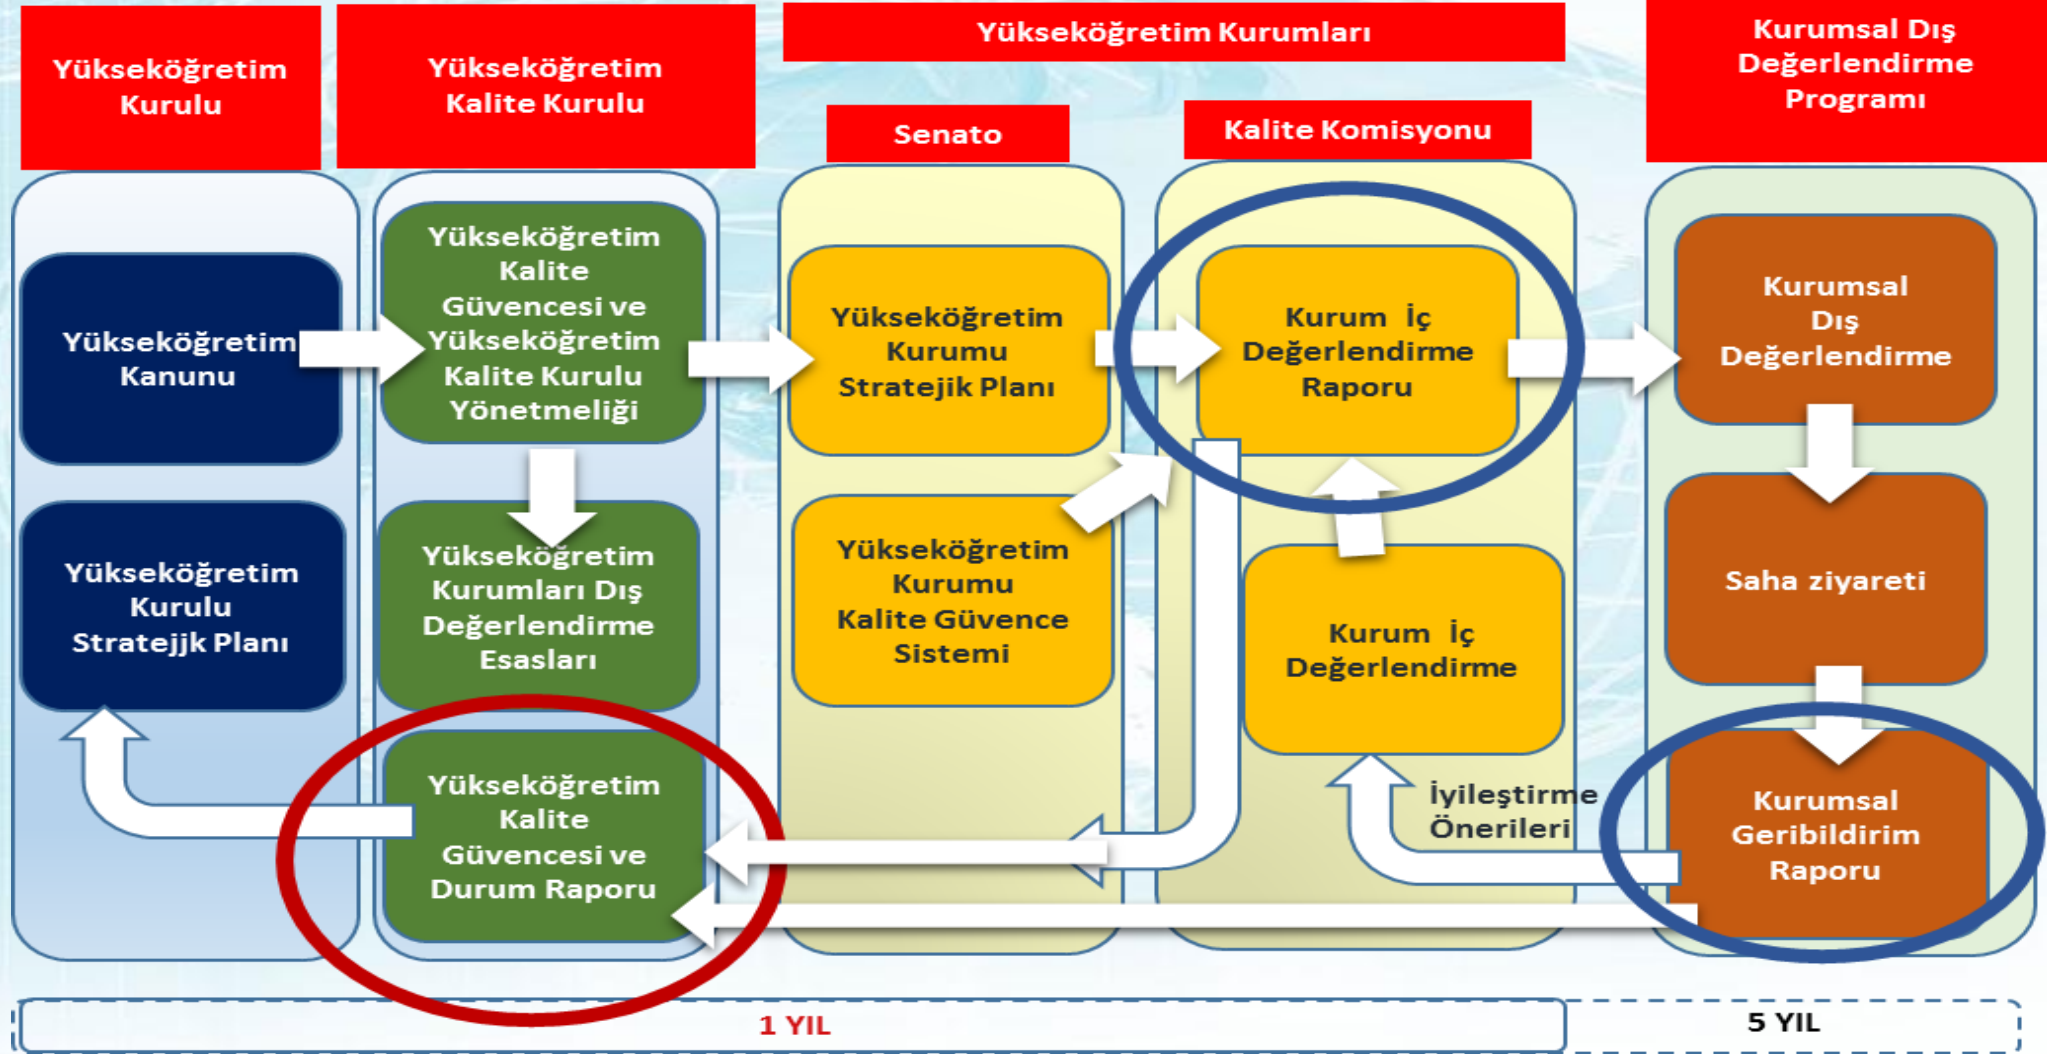 Yükseköğretim
Kurulu
Yükseköğretim
Kalite Kurulu
Yükseköğretim Kurumları
Senato
Kalite Komisyonu
Kurumsal Dış
Değerlendirme
Programı
Yükseköğretim
Kanunu
Yükseköğretim
Kurulu
Stratejjk Planı
Yükseköğretim
Kalite
Güvencesi ve
Yükseköğretim
Kalite Kurulu
Yönetmeliği
Yükseköğretim
Kurumları Dış
Değerlendirme
Esasları
Yükseköğretim
Kalite
Güvencesi ve
Durum Raporu
Yükseköğretim
Kurumu
Stratejik Planı
Yükseköğretim
Kurumu
Kalite Güvence
Sistemi
Kurum İç
Değerlendirme
Raporu
Kurum İç
Değerlendirme
İyileştirme
Önerileri
Kurumsal
Dış
Değerlendirme
Saha ziyareti
Kurumsal
Geribildirim
Raporu
1 YIL
5 YIL